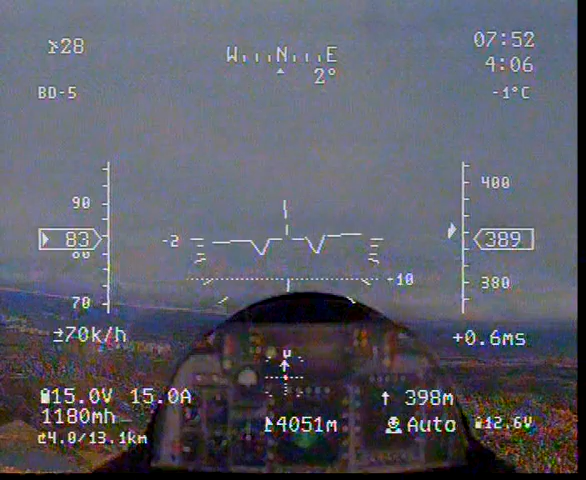 28
W N E
2°
07:52
4:06
BD-5
-1°C
90
83
80
70
400
389
380
-2
+10
±70k/h
+0.6ms
15.0V 15.0A
1180mh
4.0/13.1km
4051m
↑ 398m
Auto
12.6V